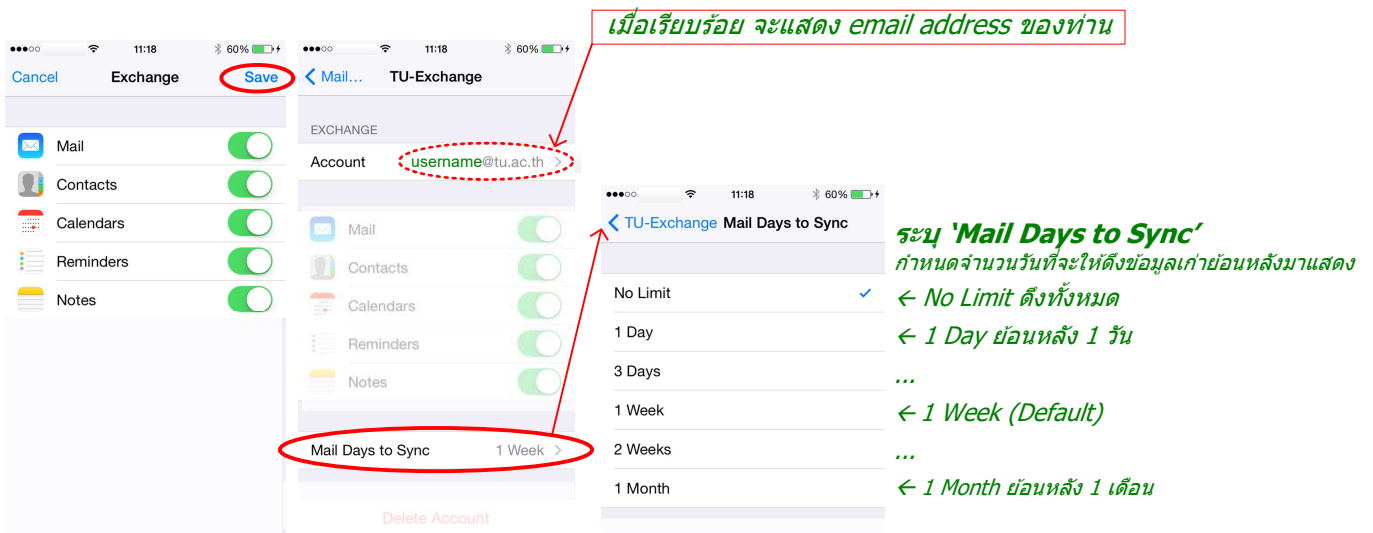 เมื่อเรียบร้อย จะแสดง email address ของท่าน
11:18 60%
Cancel Exchange Save
Mail
Contacts
Calendars
Reminders
Notes
11:18 60%
Mail... TU-Exchange
EXCHANGE
Account username@tu.ac.th
Mail
Contacts
Calendars
Reminders
Notes
Mail Days to Sync 1 Week
Delete Account
11:18 60%
TU-Exchange Mail Days to Sync
No Limit
1 Day
3 Days
1 Week
2 Weeks
1 Month
ระบุ ‘Mail Days to Sync’
กำหนดจำนวนวันที่จะให้ดึงข้อมูลเก่าย้อนหลังมาแสดง
← No Limit ดึงทั้งหมด
← 1 Day ย้อนหลัง 1 วัน
...
← 1 Week (Default)
...
← 1 Month ย้อนหลัง 1 เดือน